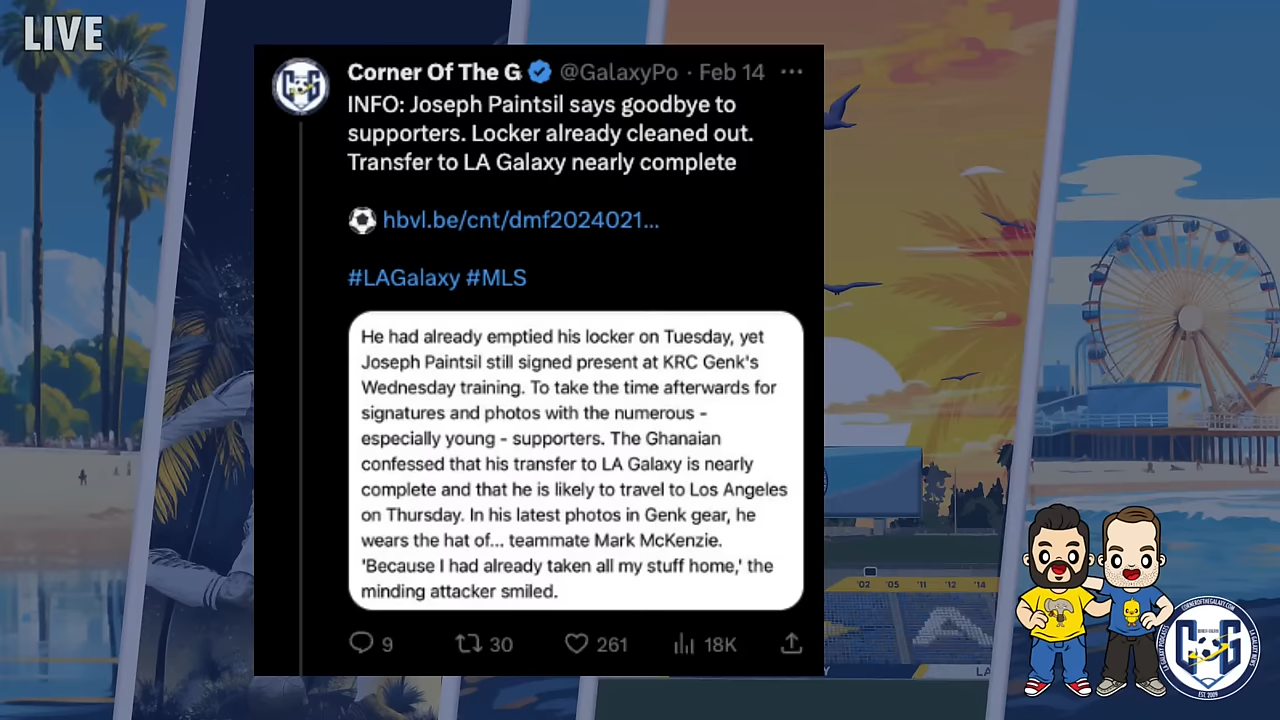 LIVE
Corner Of The G @GalaxyPo · Feb 14 ···
INFO: Joseph Paintsil says goodbye to
supporters. Locker already cleaned out.
Transfer to LA Galaxy nearly complete
⚽ hbvl.be/cnt/dmf2024021...
#LAGalaxy #MLS
He had already emptied his locker on Tuesday, yet
Joseph Paintsil still signed present at KRC Genk's
Wednesday training. To take the time afterwards for
signatures and photos with the numerous -
especially young - supporters. The Ghanaian
confessed that his transfer to LA Galaxy is nearly
complete and that he is likely to travel to Los Angeles
on Thursday. In his latest photos in Genk gear, he
wears the hat of... teammate Mark McKenzie.
'Because I had already taken all my stuff home,' the
minding attacker smiled.
9 30 261 18K
'02 '05 '11 '12 '14
LA
CORNEROFTHEGALAXY.COM
CG
EST. 2009